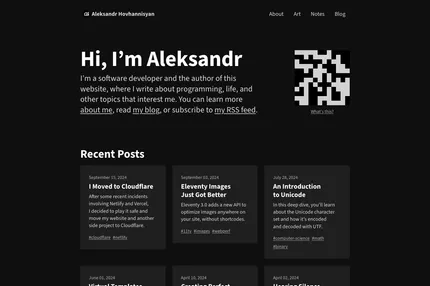 Aleksandr Hovhannisyan
About Art Notes Blog
Hi, I'm Aleksandr
I'm a software developer and the author of this
website, where I write about programming, life, and
other topics that interest me. You can learn more
about me, read my blog, or subscribe to my RSS feed.
What's this?
Recent Posts
September 15, 2024
I Moved to Cloudflare
After some recent incidents
involving Netlify and Vercel,
I decided to play it safe and
move my website and another
side project to Cloudflare.
#cloudflare #netlify
September 02, 2024
Eleventy Images
Just Got Better
Eleventy 3.0 adds a new API to
optimize images anywhere
on your site, without shortcodes.
#11ty #images #webperf
July 28, 2024
An Introduction
to Unicode
In this deep dive, you'll learn
about the Unicode character
set and how it's encoded
and decoded with UTF.
#computer-science #math
#binary
June 01, 2024
April 10, 2024
April 02, 2024